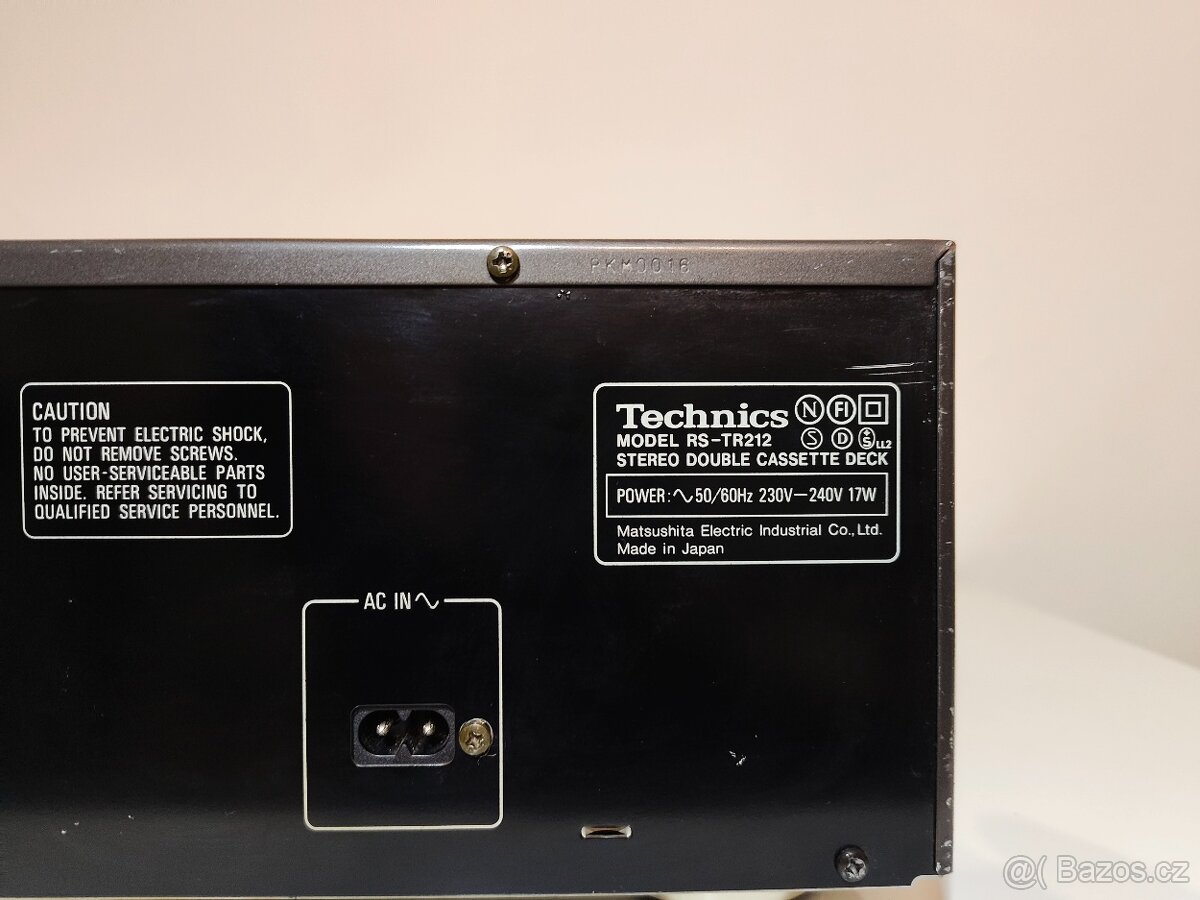 PKM0016
CAUTION
TO PREVENT ELECTRIC SHOCK,
DO NOT REMOVE SCREWS.
NO USER-SERVICEABLE PARTS
INSIDE. REFER SERVICING TO
QUALIFIED SERVICE PERSONNEL.
Technics N FI
MODEL RS-TR212 S D S 2
STEREO DOUBLE CASSETTE DECK
POWER:∿50/60Hz 230V—240V 17W
Matsushita Electric Industrial Co., Ltd.
Made in Japan
AC IN∿
@( Bazos.cz